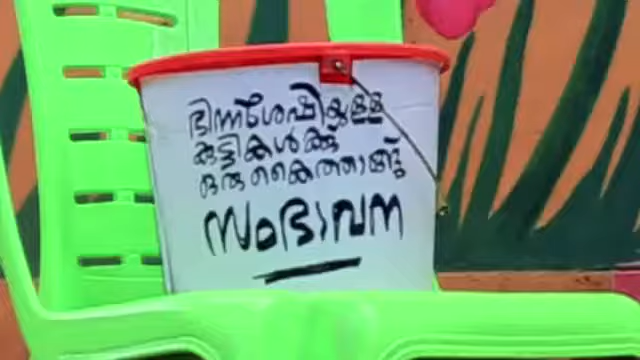 ഭിന്നശേഷിയുള്ള
കുട്ടികൾക്ക്
ഒരു കൈത്താങ്ങ്
സംഭാവന